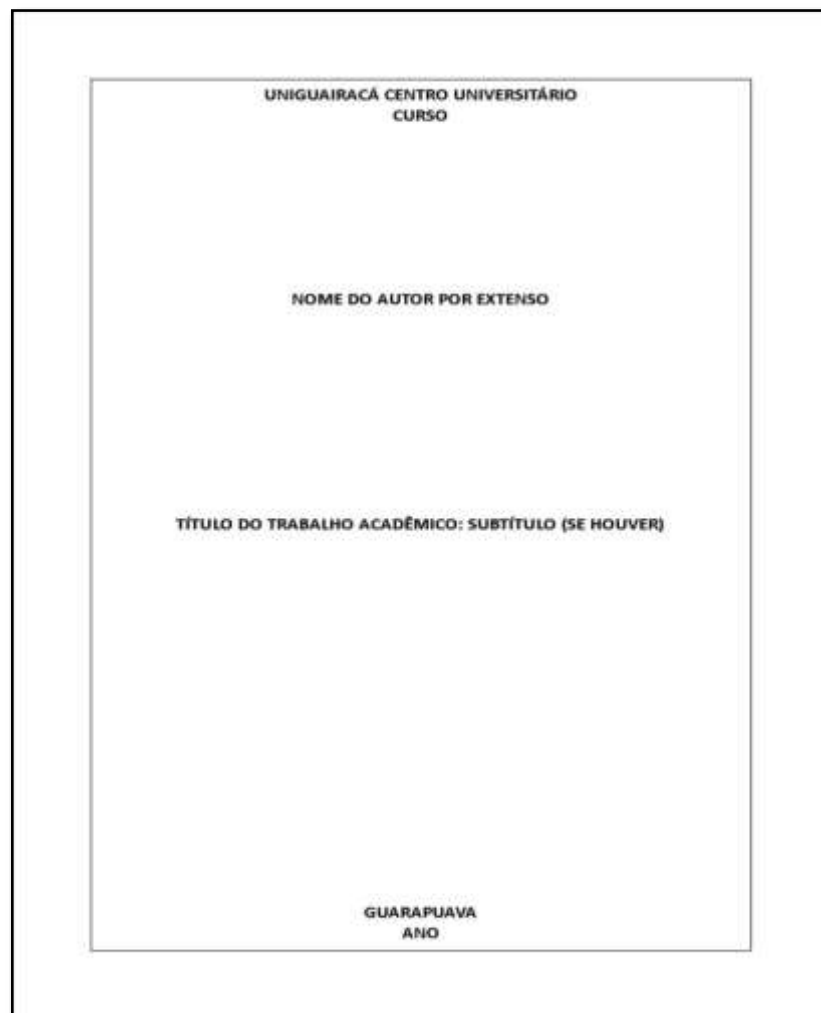 UNIGUAIRACÁ CENTRO UNIVERSITÁRIO
CURSO
NOME DO AUTOR POR EXTENSO
TÍTULO DO TRABALHO ACADÊMICO: SUBTÍTULO (SE HOUVER)
GUARAPUAVA
ANO